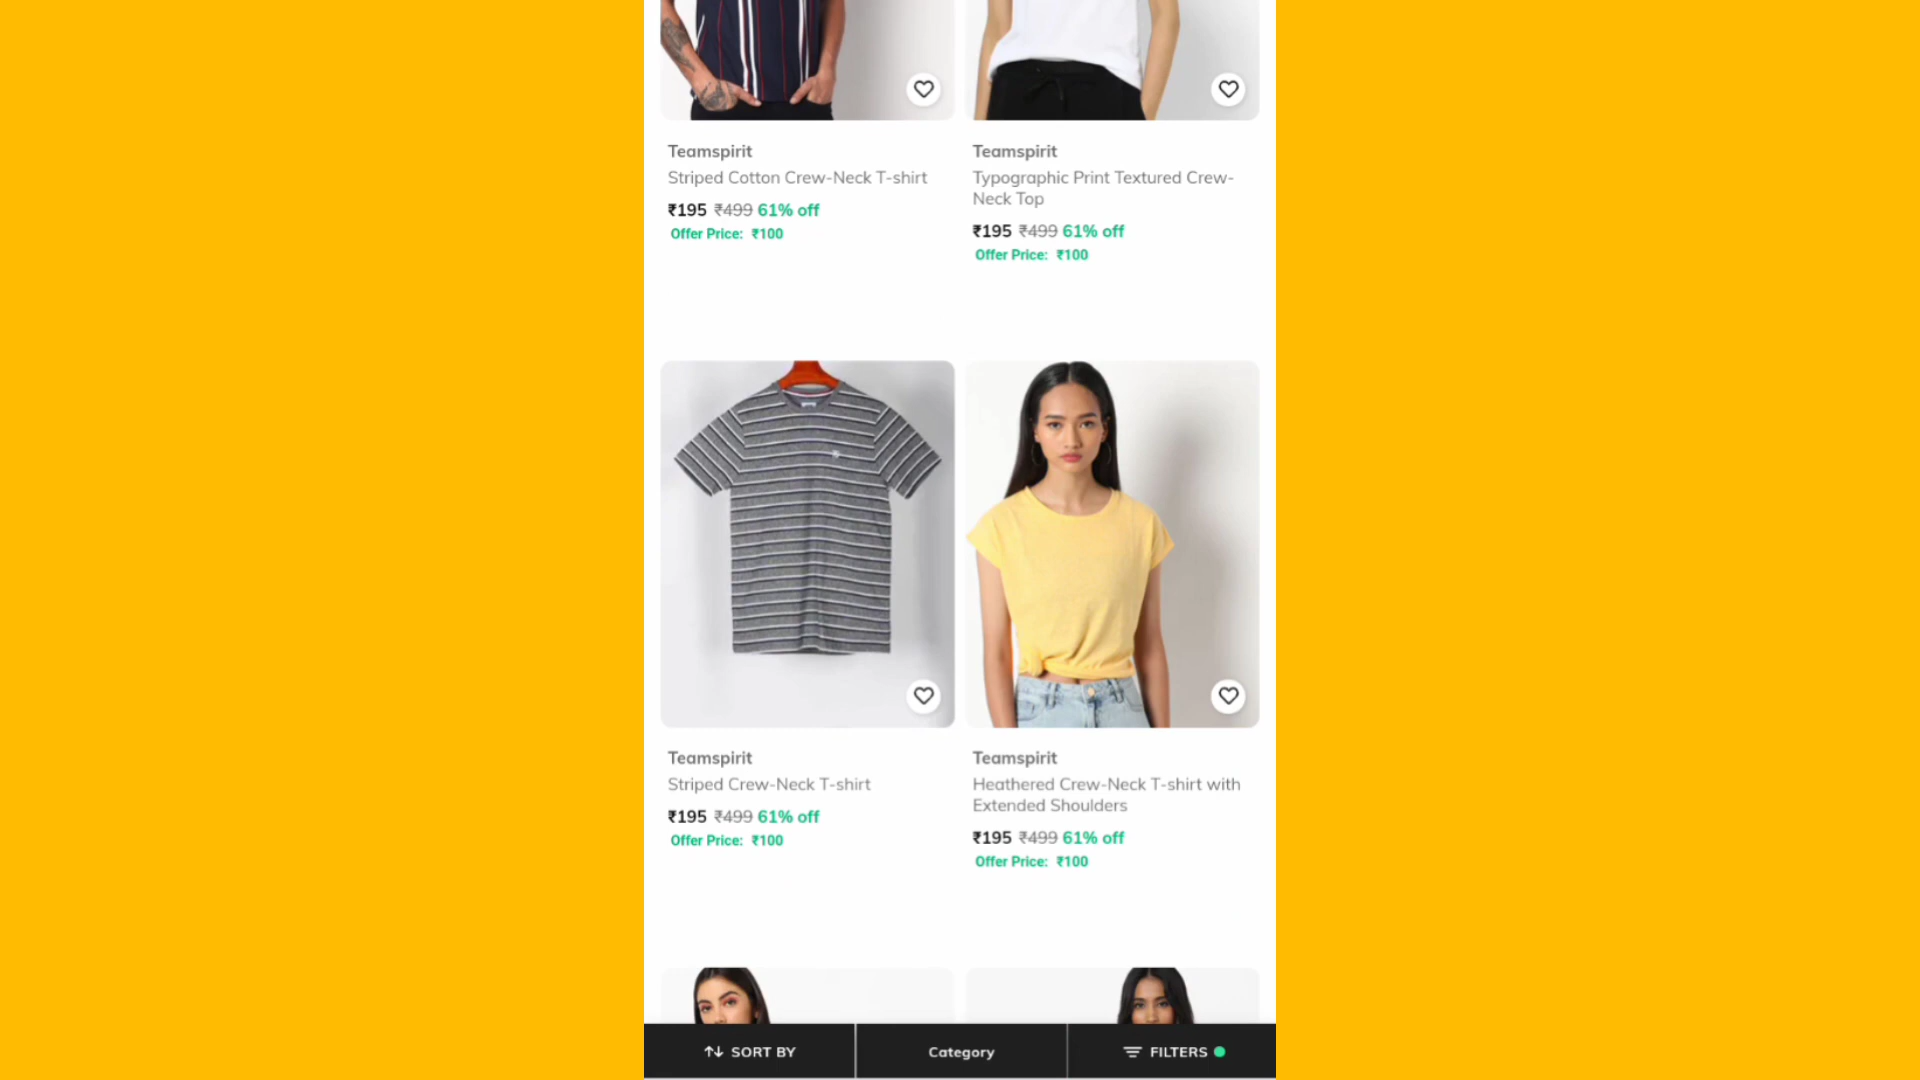 Teamspirit
Striped Cotton Crew-Neck T-shirt
₹195 ₹499 61% off
Offer Price: ₹100
Teamspirit
Typographic Print Textured Crew-
Neck Top
₹195 ₹499 61% off
Offer Price: ₹100
Teamspirit
Striped Crew-Neck T-shirt
₹195 ₹499 61% off
Offer Price: ₹100
Teamspirit
Heathered Crew-Neck T-shirt with
Extended Shoulders
₹195 ₹499 61% off
Offer Price: ₹100
SORT BY
Category
FILTERS